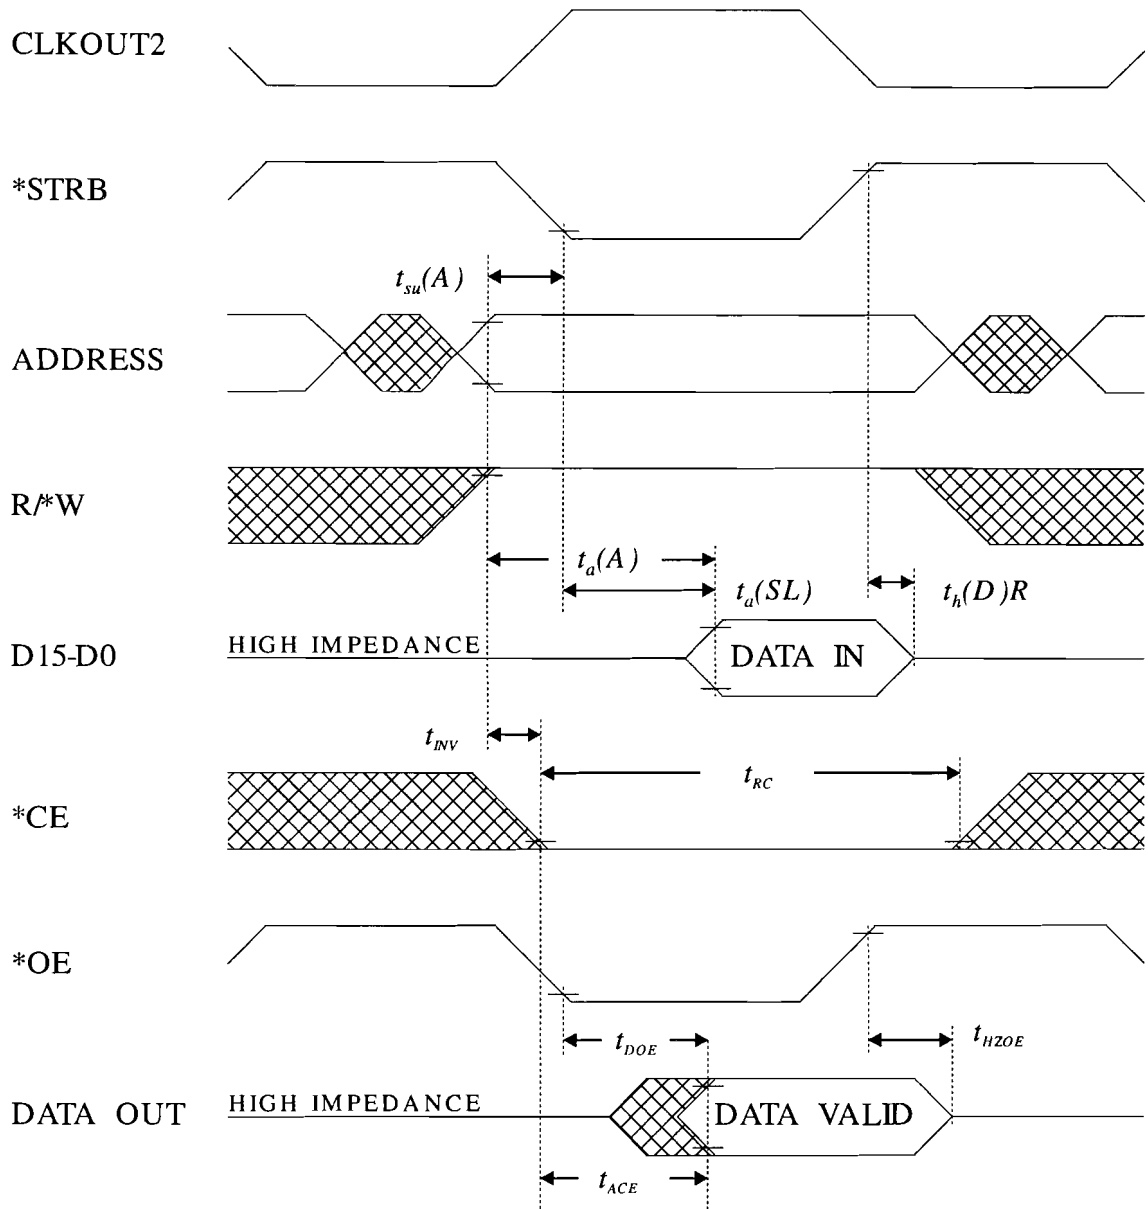 CLKOUT2
*STRB
t_su(A)
ADDRESS
R/*W
t_a(A)
t_a(SL)
t_h(D)R
D15-D0
HIGH IMPEDANCE
DATA IN
t_INV
t_RC
*CE
*OE
t_DOE
t_HZOE
DATA OUT
HIGH IMPEDANCE
DATA VALID
t_ACE